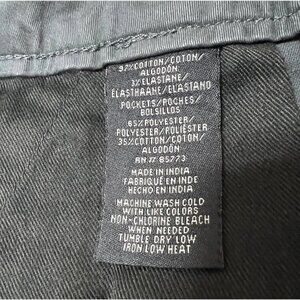 97%COTTON/COTON/
ALGODÓN
3% ELASTANE/
ELASTHANNE/ELASTANO
POCKETS/POCHES/
BOLSILLOS
65%POLYESTER/
POLYESTER/POLIÉSTER
35%COTTON/COTON/
ALGODÓN
RN # 85773
MADE IN INDIA
FABRIQUÉ EN INDE
HECHO EN INDIA
MACHINE WASH COLD
WITH LIKE COLORS
NON-CHLORINE BLEACH
WHEN NEEDED
TUMBLE DRY LOW
IRON LOW HEAT